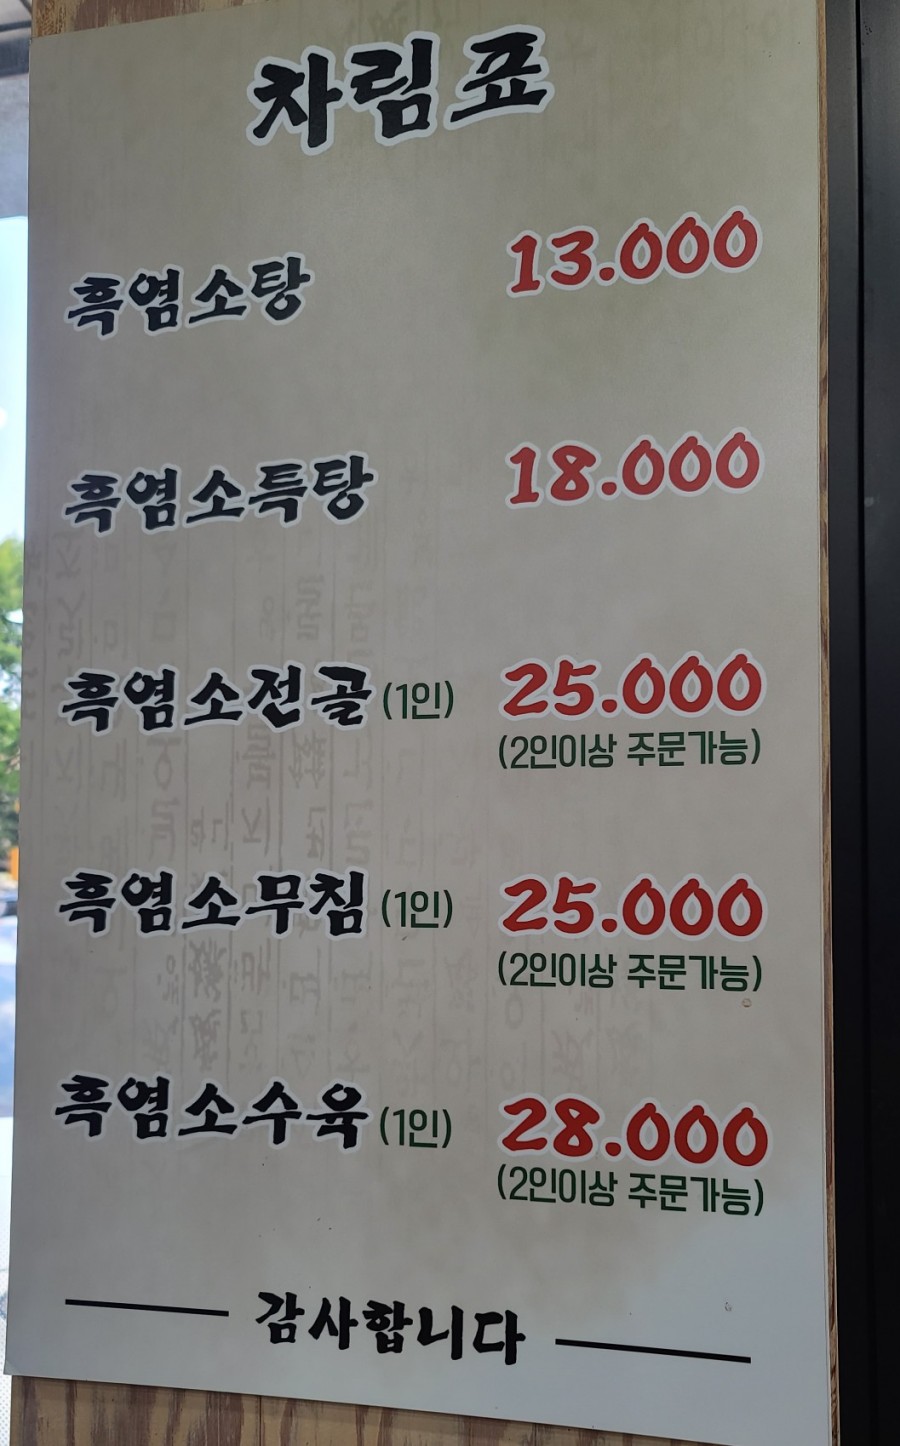 차림표
흑염소탕 13.000
흑염소특탕 18.000
흑염소전골 (1인) 25.000
(2인이상 주문가능)
흑염소무침 (1인) 25.000
(2인이상 주문가능)
흑염소수육 (1인) 28.000
(2인이상 주문가능)
감사합니다